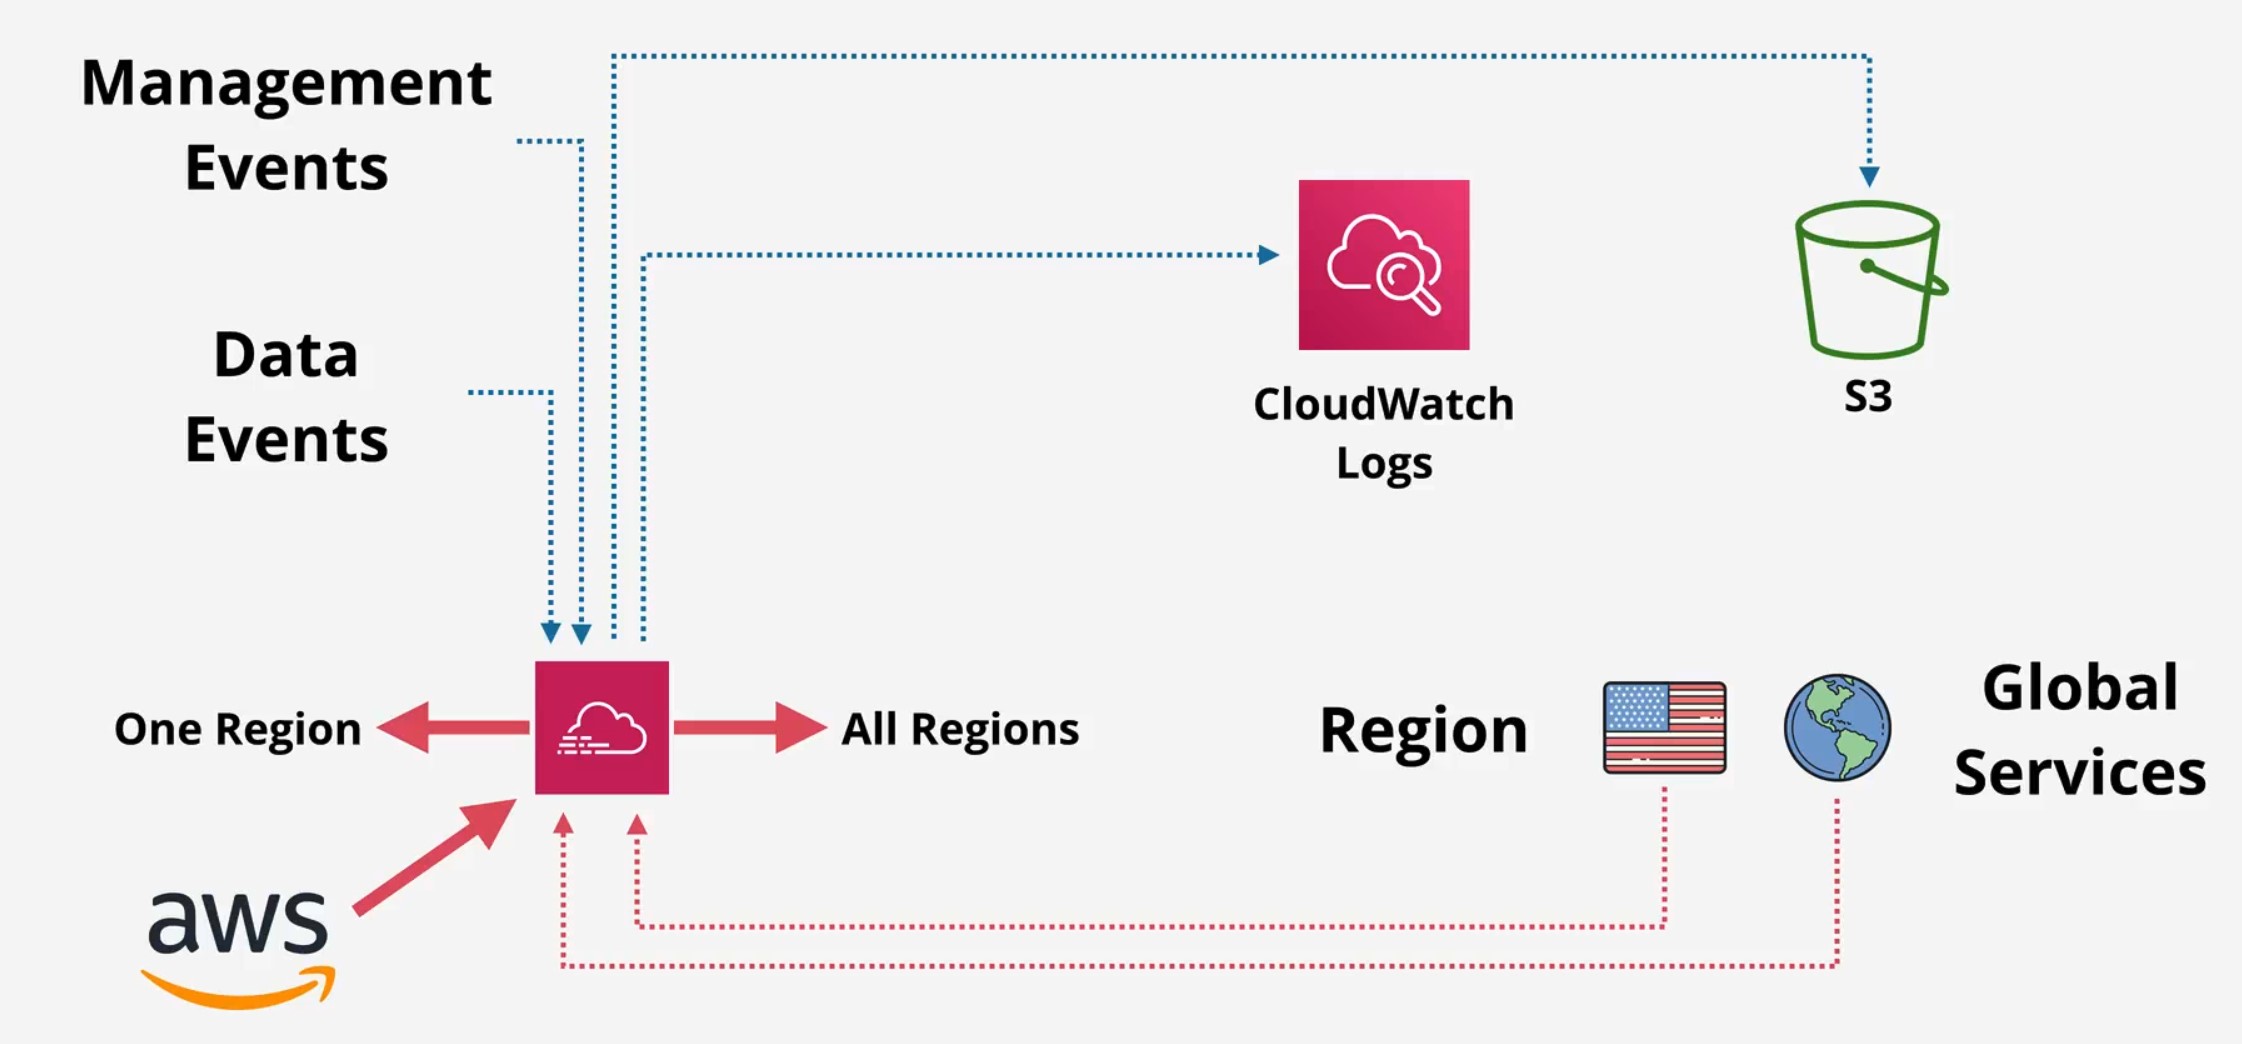 Management
Events
Data
Events
CloudWatch
Logs
S3
One Region
All Regions
Region
Global
Services
aws